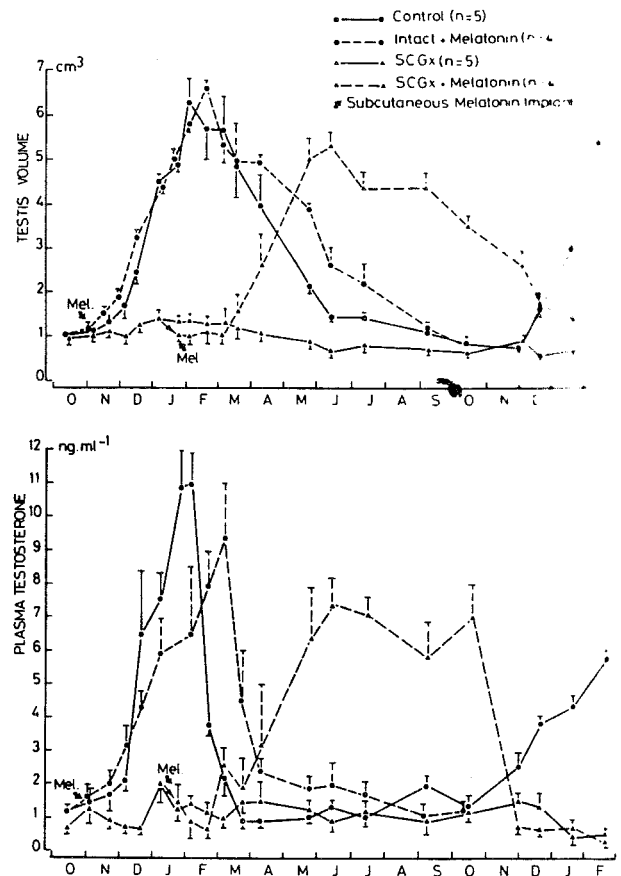 Control (n=5)
Intact + Melatonin (n=
SCGx (n=5)
SCGx + Melatonin (n=
Subcutaneous Melatonin Implant
7 cm³
6
5
4
3
2
1
0
TESTIS VOLUME
Mel.
Mel
O N D J F M A M J J A S O N
12 ng.ml⁻¹
11
10
9
8
7
6
5
4
3
2
1
0
PLASMA TESTOSTERONE
Mel.
Mel
O N D J F M A M J J A S O N D J F